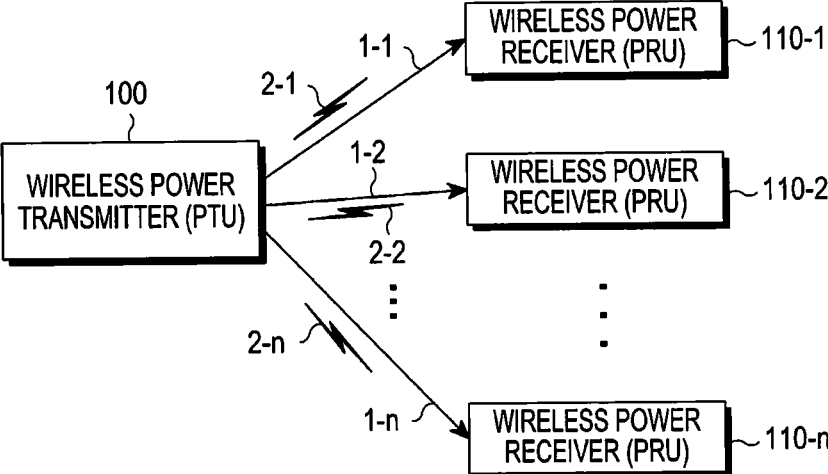 WIRELESS POWER
RECEIVER (PRU)
110-1
1-1
2-1
100
WIRELESS POWER
TRANSMITTER (PTU)
1-2
2-2
WIRELESS POWER
RECEIVER (PRU)
110-2
2-n
1-n
WIRELESS POWER
RECEIVER (PRU)
110-n